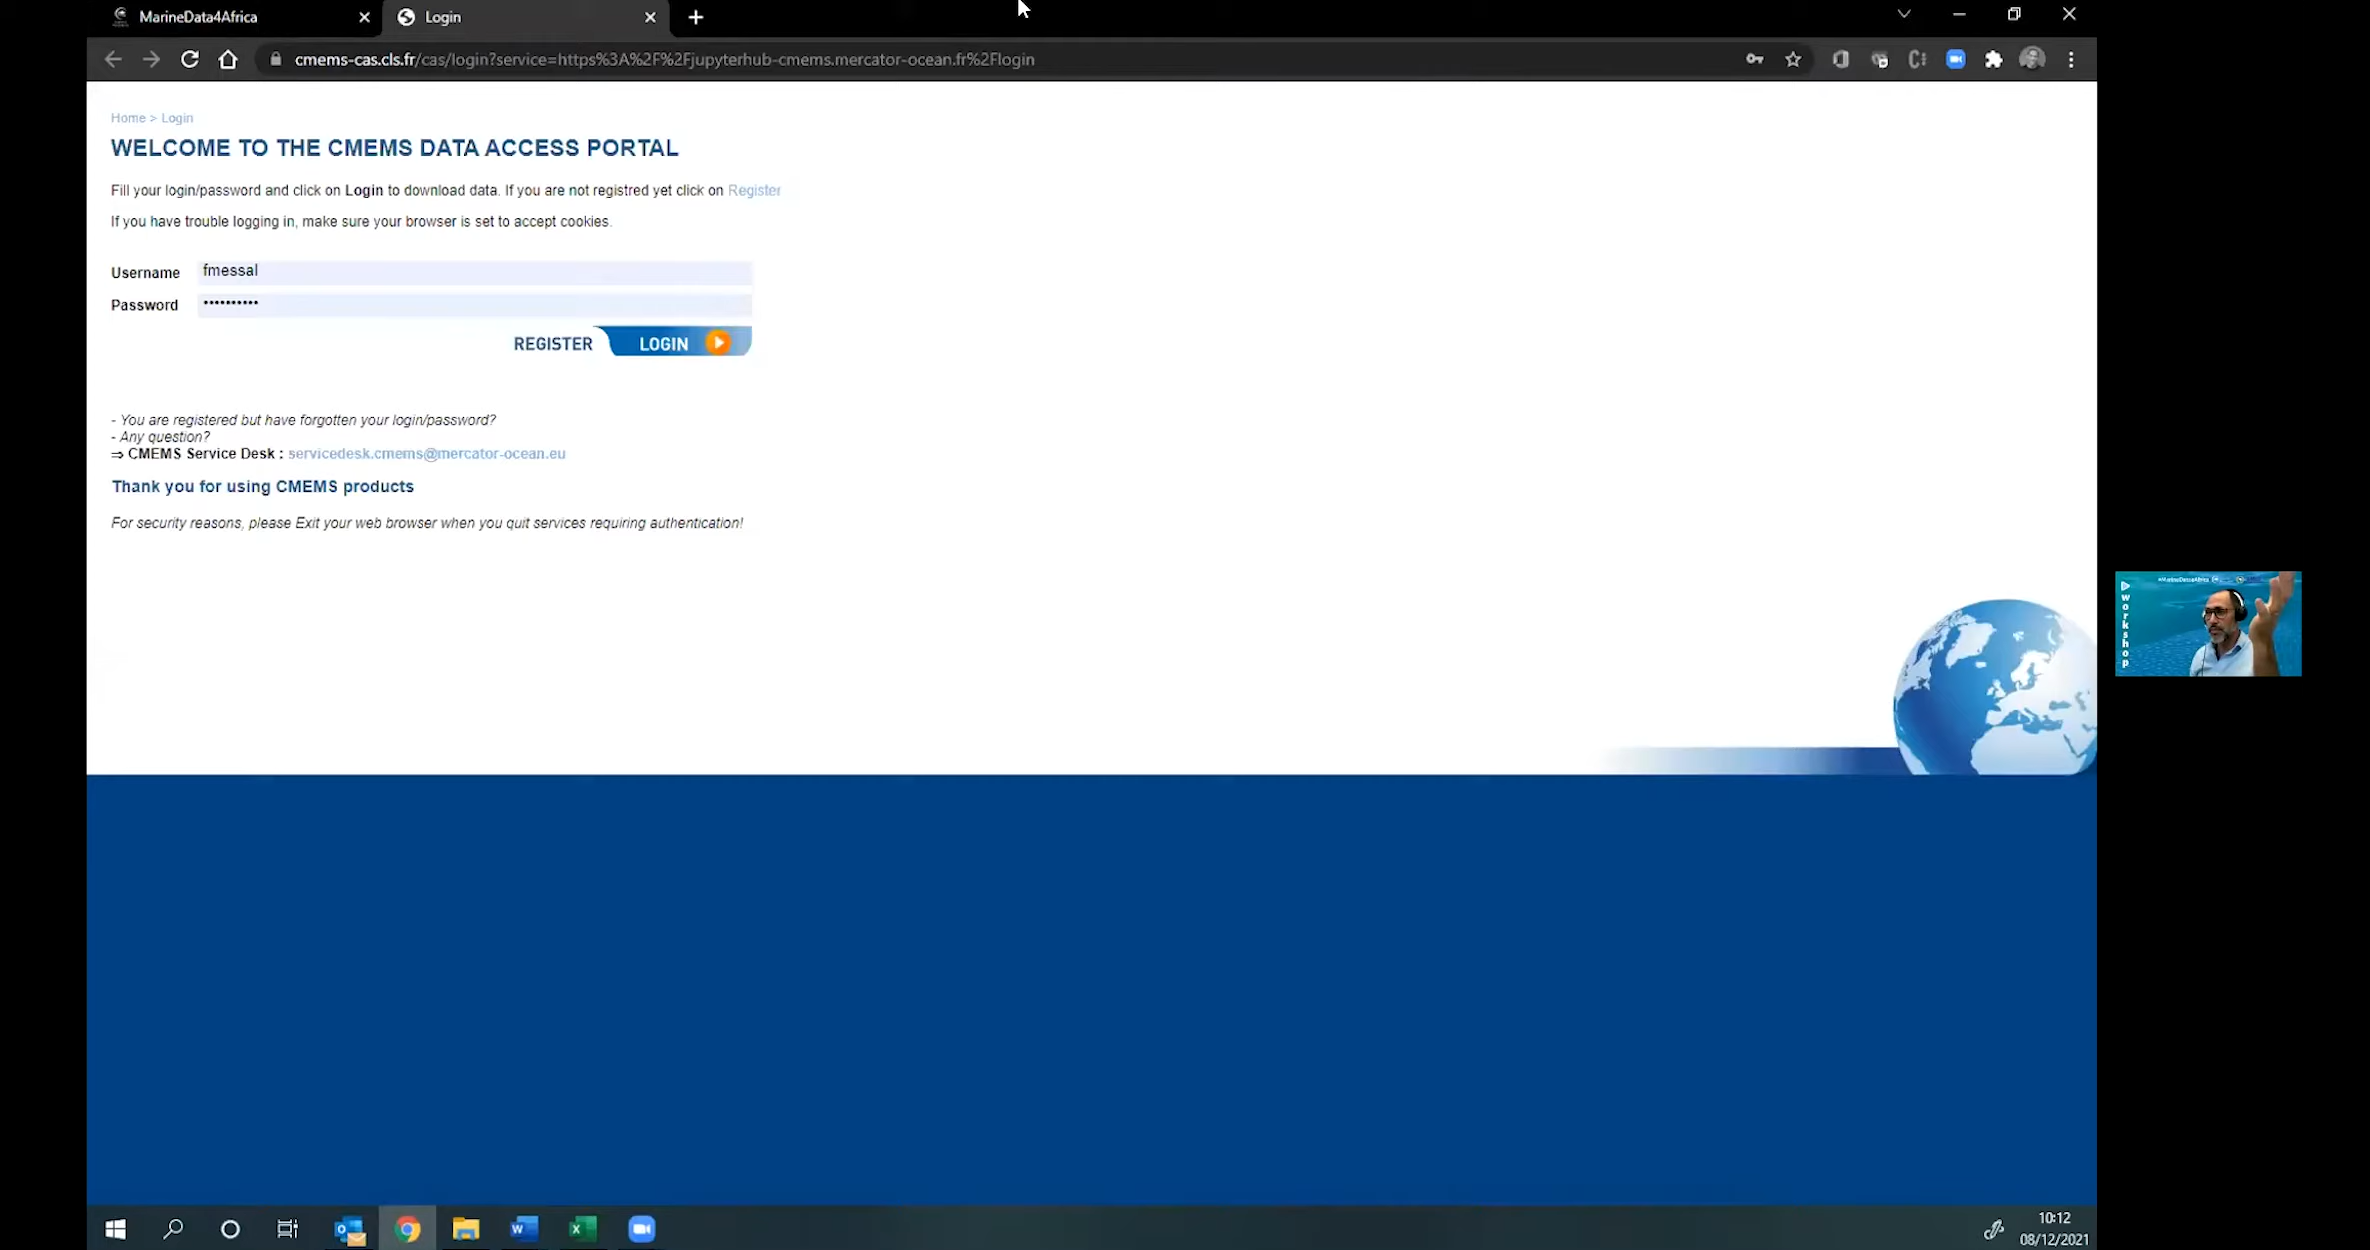 MarineData4Africa
Login
cmems-cas.cls.fr/cas/login?service=https%3A%2F%2Fjupyterhub-cmems.mercator-ocean.fr%2Flogin
Home > Login
WELCOME TO THE CMEMS DATA ACCESS PORTAL
Fill your login/password and click on Login to download data. If you are not registred yet click on Register
If you have trouble logging in, make sure your browser is set to accept cookies.
Username fmessal
Password ••••••••••
REGISTER LOGIN
- You are registered but have forgotten your login/password?
- Any question?
⇒ CMEMS Service Desk : servicedesk.cmems@mercator-ocean.eu
Thank you for using CMEMS products
For security reasons, please Exit your web browser when you quit services requiring authentication!
#MarineData4Africa
workshop
10:12
08/12/2021